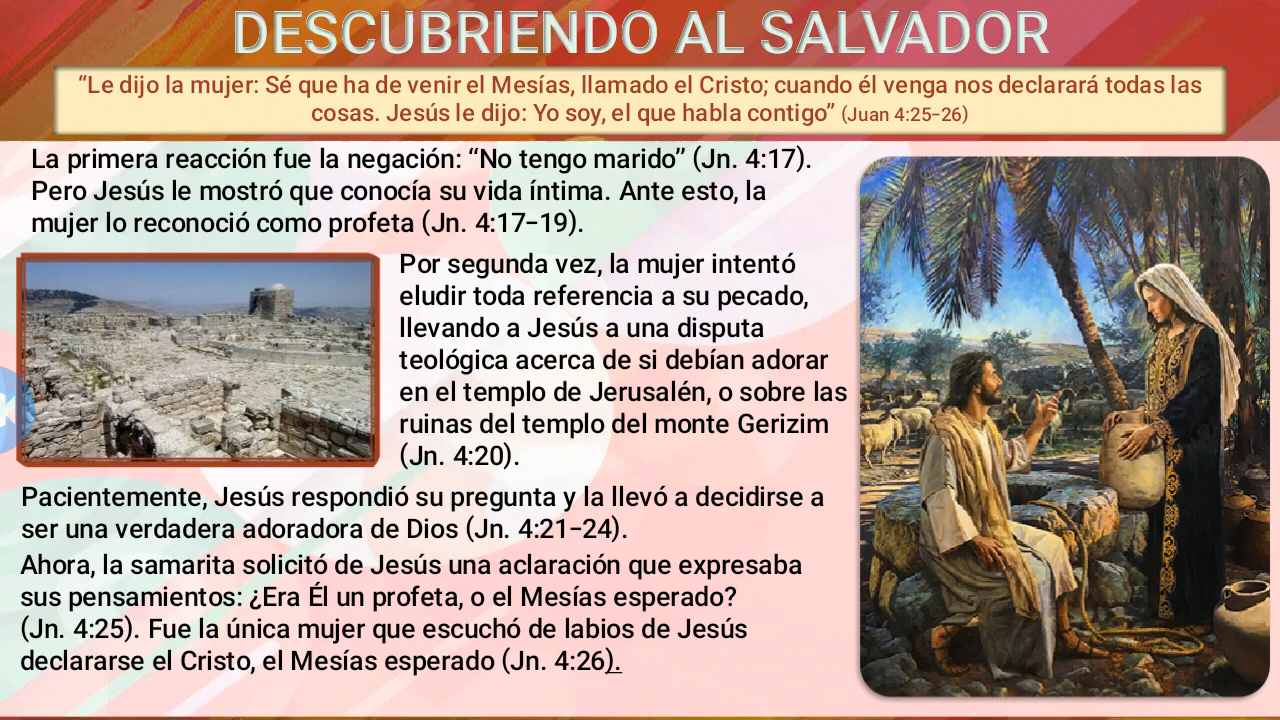 DESCUBRIENDO AL SALVADOR
“Le dijo la mujer: Sé que ha de venir el Mesías, llamado el Cristo; cuando él venga nos declarará todas las
cosas. Jesús le dijo: Yo soy, el que habla contigo” (Juan 4:25-26)
La primera reacción fue la negación: “No tengo marido” (Jn. 4:17).
Pero Jesús le mostró que conocía su vida íntima. Ante esto, la
mujer lo reconoció como profeta (Jn. 4:17-19).
Por segunda vez, la mujer intentó
eludir toda referencia a su pecado,
llevando a Jesús a una disputa
teológica acerca de si debían adorar
en el templo de Jerusalén, o sobre las
ruinas del templo del monte Gerizim
(Jn. 4:20).
Pacientemente, Jesús respondió su pregunta y la llevó a decidirse a
ser una verdadera adoradora de Dios (Jn. 4:21-24).
Ahora, la samarita solicitó de Jesús una aclaración que expresaba
sus pensamientos: ¿Era Él un profeta, o el Mesías esperado?
(Jn. 4:25). Fue la única mujer que escuchó de labios de Jesús
declararse el Cristo, el Mesías esperado (Jn. 4:26).